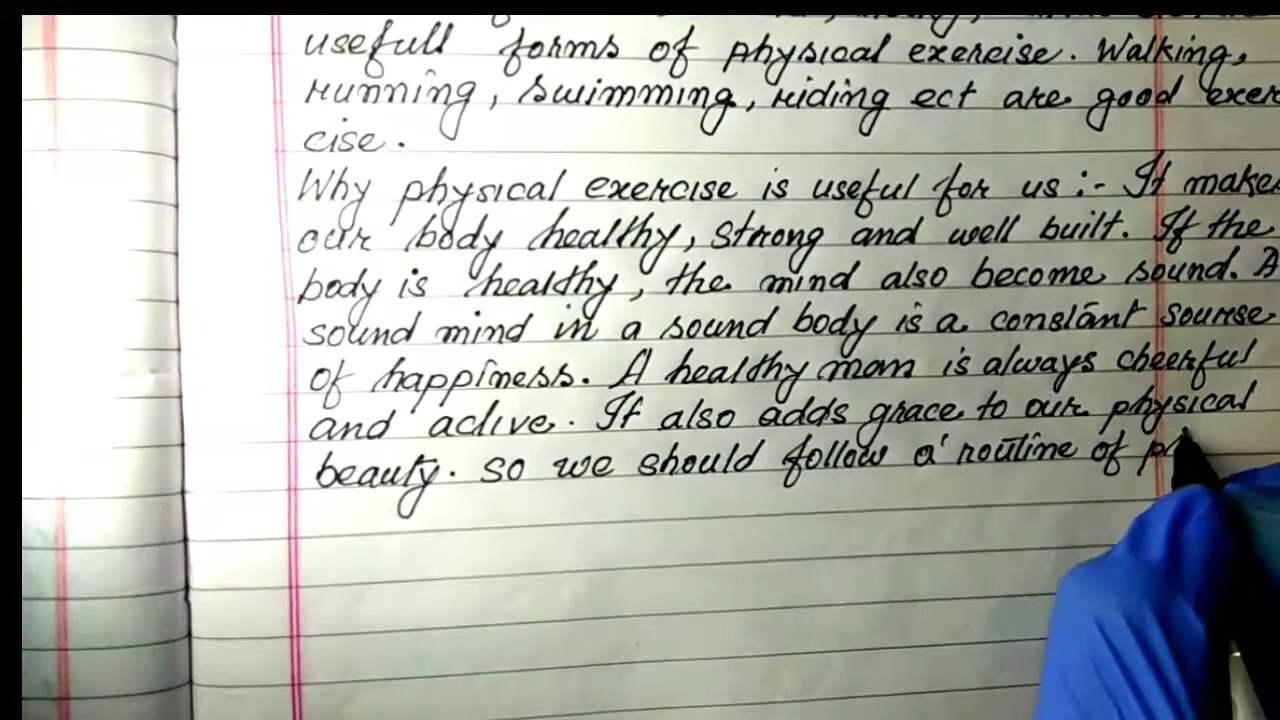 usefull forms of physical exercise. Walking,
running, swimming, riding ect are good exer
cise.
Why physical exercise is useful for us :- It makes
our body healthy, strong and well built. If the
body is healthy, the mind also become sound. A
sound mind in a sound body is a constant sourse
of happiness. A healthy man is always cheerful
and active. It also adds grace to our physical
beauty. so we should follow a routine of